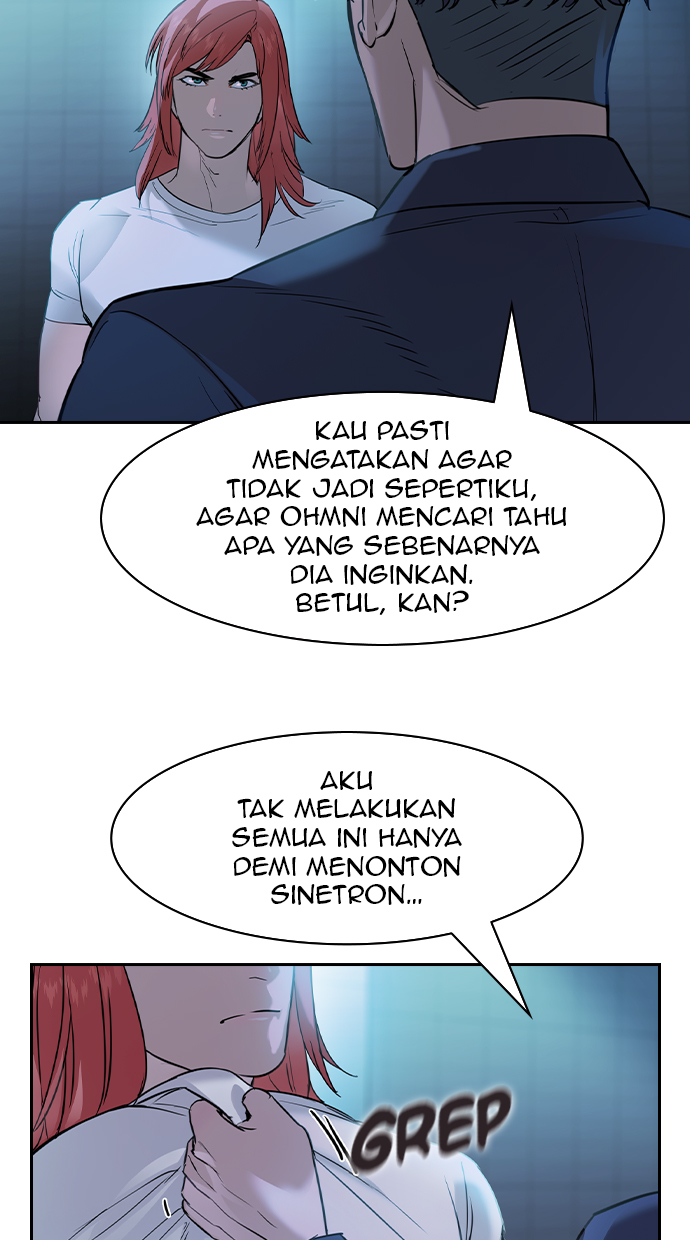 KAU PASTI
MENGATAKAN AGAR
TIDAK JADI SEPERTIKU,
AGAR OHMNI MENCARI TAHU
APA YANG SEBENARNYA
DIA INGINKAN.
BETUL, KAN?
AKU
TAK MELAKUKAN
SEMUA INI HANYA
DEMI MENONTON
SINETRON...
GREP